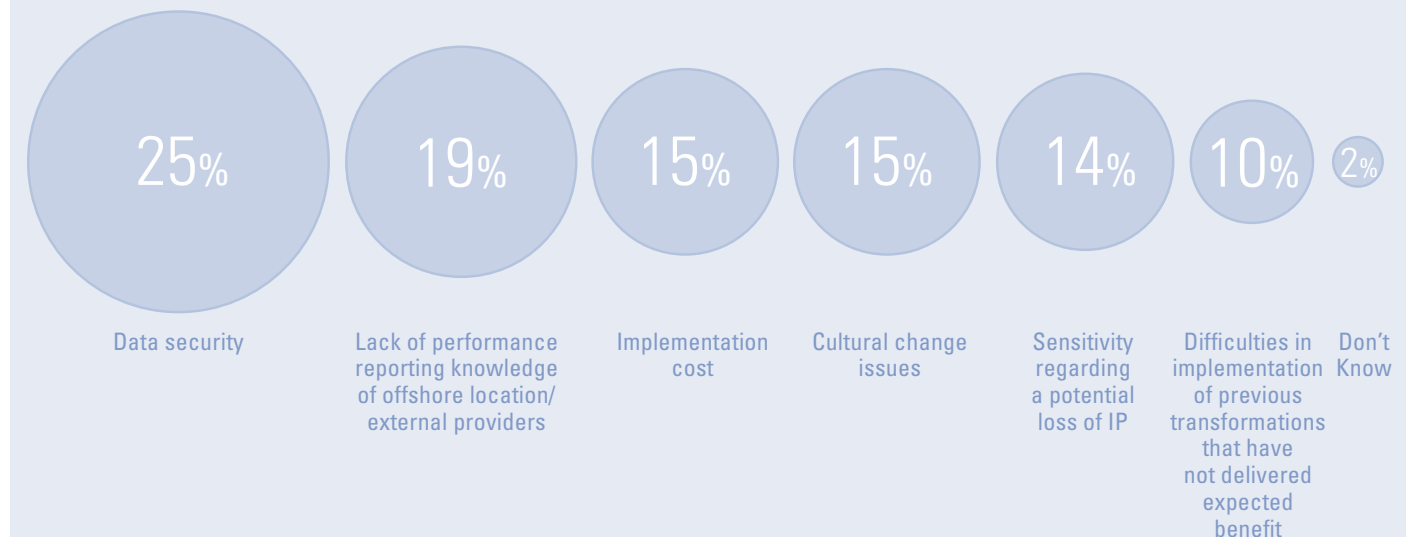 25%
19%
15%
15%
14%
10%
2%
Data security
Lack of performance
reporting knowledge
of offshore location/
external providers
Implementation
cost
Cultural change
issues
Sensitivity
regarding
a potential
loss of IP
Difficulties in
implementation
of previous
transformations
that have
not delivered
expected
benefit
Don’t
Know